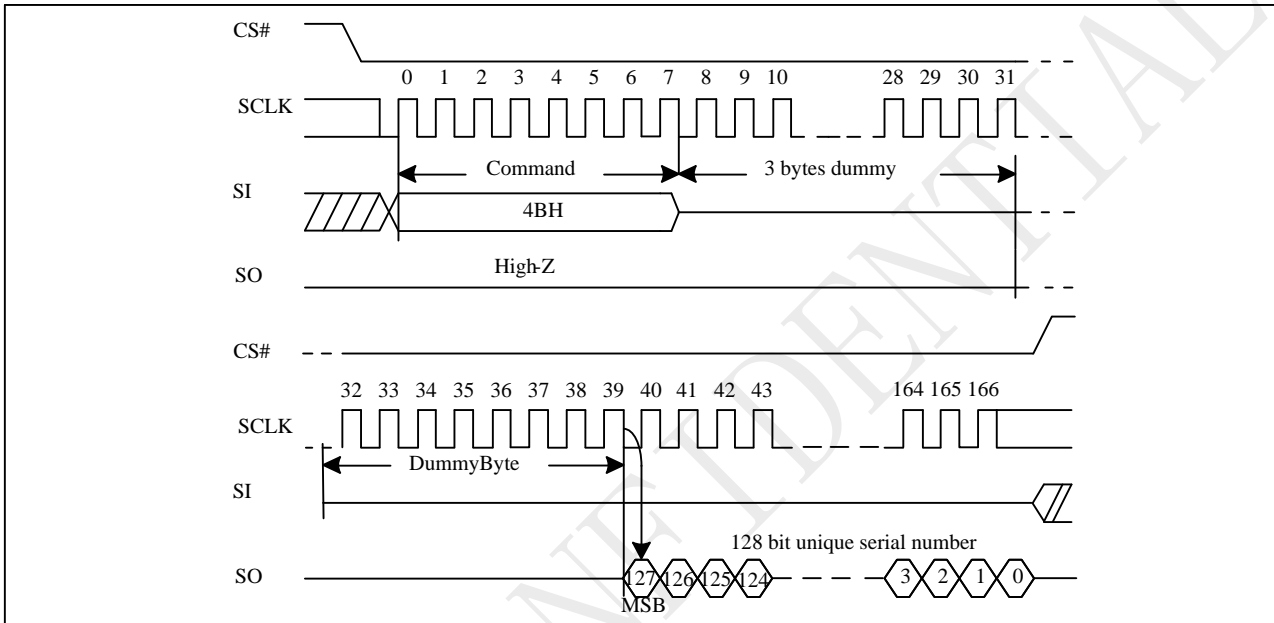 CS#
0 1 2 3 4 5 6 7 8 9 10 28 29 30 31
SCLK
Command 3 bytes dummy
SI
4BH
High-Z
SO
CS#
32 33 34 35 36 37 38 39 40 41 42 43 164 165 166
SCLK
DummyByte
SI
128 bit unique serial number
SO 127 126 125 124 3 2 1 0
MSB
NFIDENTIAL